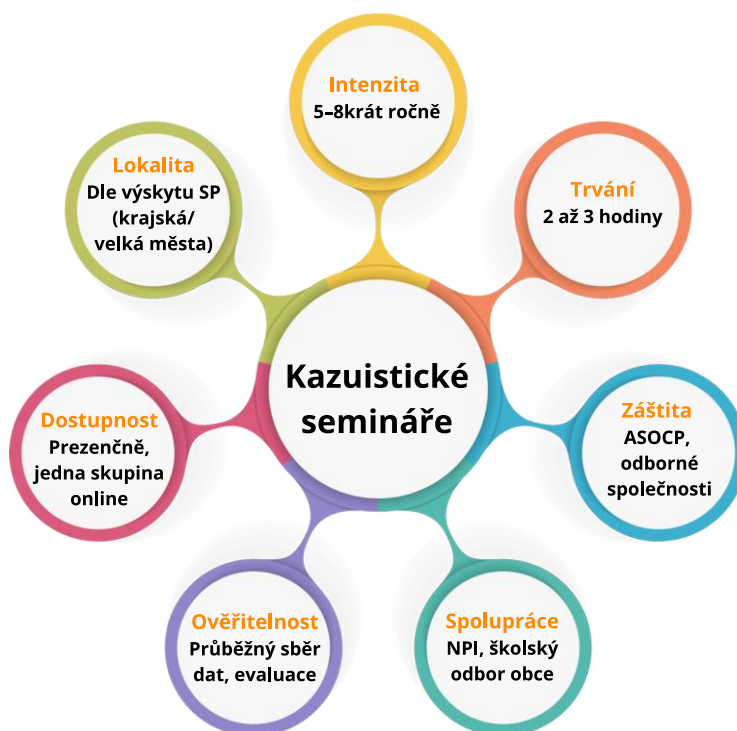 Intenzita
5–8krát ročně
Trvání
2 až 3 hodiny
Záštita
ASOCP,
odborné
společnosti
Spolupráce
NPI, školský
odbor obce
Ověřitelnost
Průběžný sběr
dat, evaluace
Dostupnost
Prezenčně,
jedna skupina
online
Lokalita
Dle výskytu SP
(krajská/
velká města)
Kazuistické
semináře